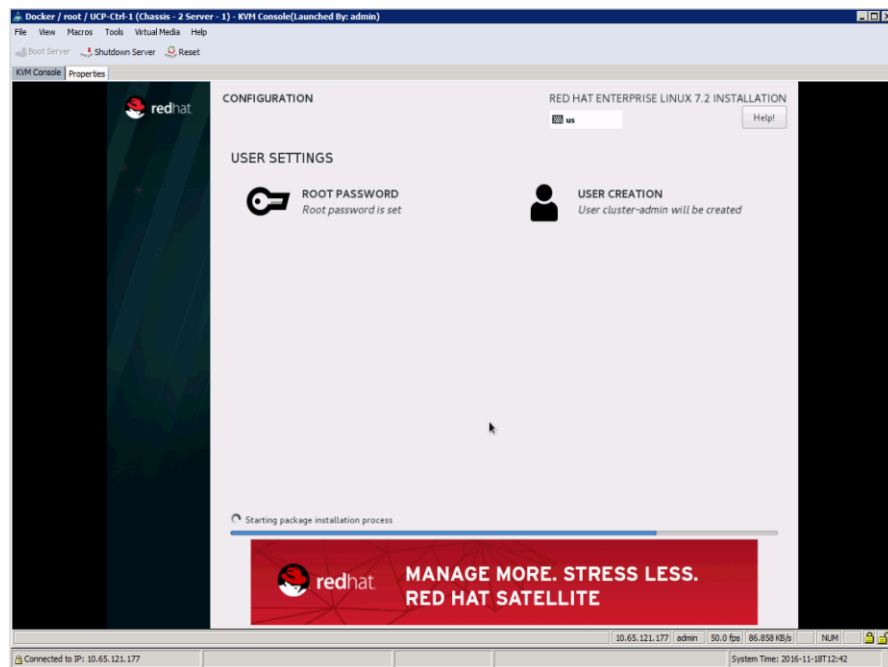 Docker / root / UCP-Ctrl-1 (Chassis - 2 Server - 1) - KVM Console(Launched By: admin)
File View Macros Tools Virtual Media Help
Boot Server Shutdown Server Reset
KVM Console Properties
redhat
CONFIGURATION
RED HAT ENTERPRISE LINUX 7.2 INSTALLATION
us
Help!
USER SETTINGS
ROOT PASSWORD
Root password is set
USER CREATION
User cluster-admin will be created
Starting package installation process
redhat
MANAGE MORE. STRESS LESS.
RED HAT SATELLITE
10.65.121.177 admin 50.0 fps 86.858 KB/s NUM
Connected to IP: 10.65.121.177
System Time: 2016-11-18T12:42